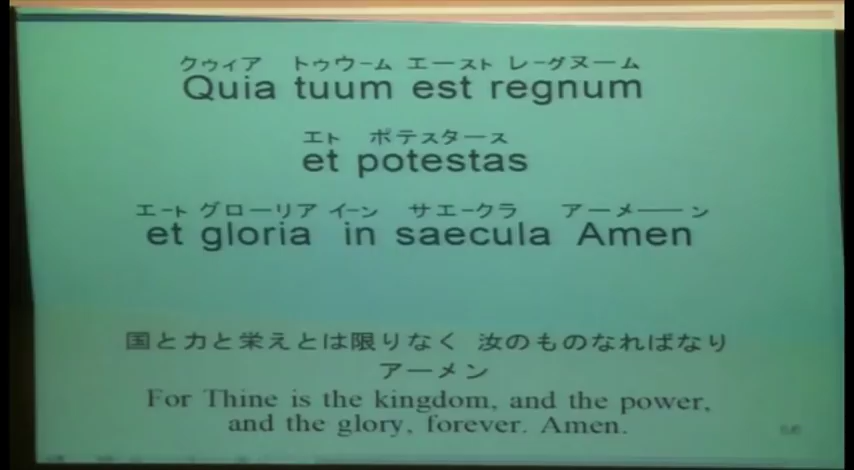 クウィア トゥウーム エースト レーグヌーム
Quia tuum est regnum
エト ポテスタース
et potestas
エート グローリア イーン サエークラ アーメーーン
et gloria in saecula Amen
国と力と栄えとは限りなく 汝のものなればなり
アーメン
For Thine is the kingdom, and the power,
and the glory, forever. Amen.